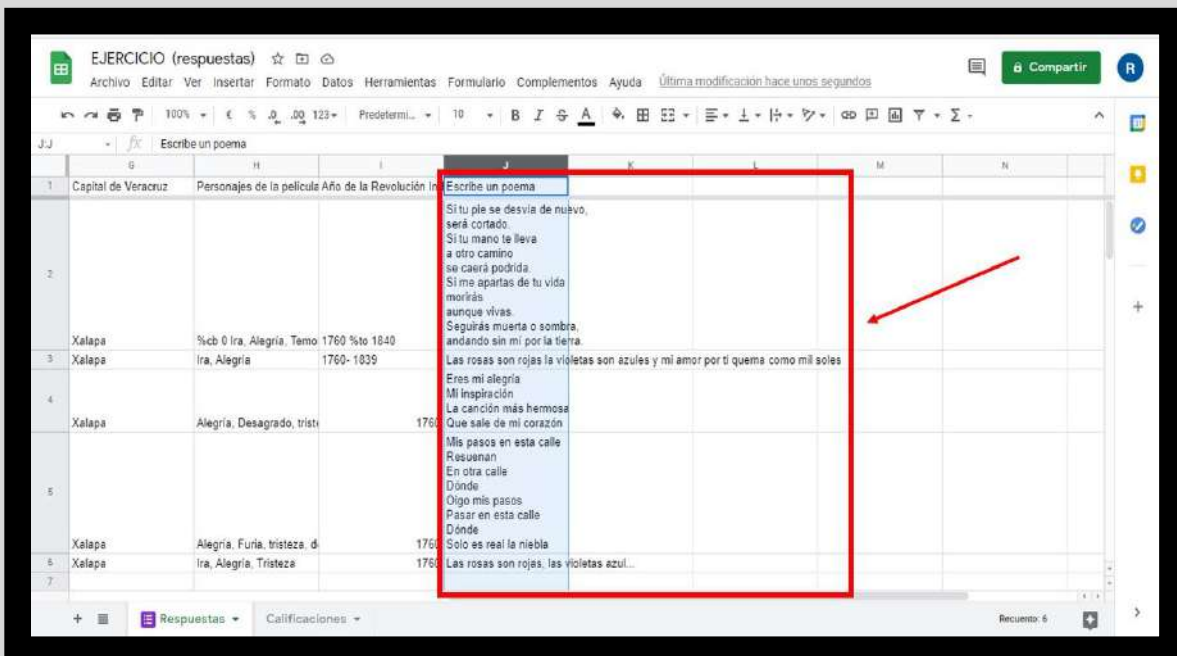 EJERCICIO (respuestas)
Archivo Editar Ver Insertar Formato Datos Herramientas Formulario Complementos Ayuda Última modificación hace unos segundos
Compartir
R
100% € % .0 .00 123 Predetermi... 10 B I S A
J:J fx Escribe un poema
G H I J K L M N
1 Capital de Veracruz Personajes de la película Año de la Revolución In Escribe un poema
Si tu pie se desvía de nuevo,
será cortado.
Si tu mano te lleva
a otro camino
2 se caerá podrida.
Si me apartas de tu vida
morirás
aunque vivas.
Seguirás muerta o sombra,
Xalapa %cb 0 Ira, Alegría, Temo 1760 %to 1840 andando sin mí por la tierra.
3 Xalapa Ira, Alegría 1760- 1839 Las rosas son rojas la violetas son azules y mi amor por ti quema como mil soles
Eres mi alegría
4 Mi inspiración
La canción más hermosa
Xalapa Alegría, Desagrado, triste 1760 Que sale de mi corazón
Mis pasos en esta calle
Resuenan
En otra calle
Dónde
5 Oigo mis pasos
Pasar en esta calle
Dónde
Xalapa Alegria, Furia, tristeza, d 1760 Solo es real la niebla
6 Xalapa Ira, Alegría, Tristeza 1760 Las rosas son rojas, las violetas azul...
7
Respuestas Calificaciones Recuento: 6